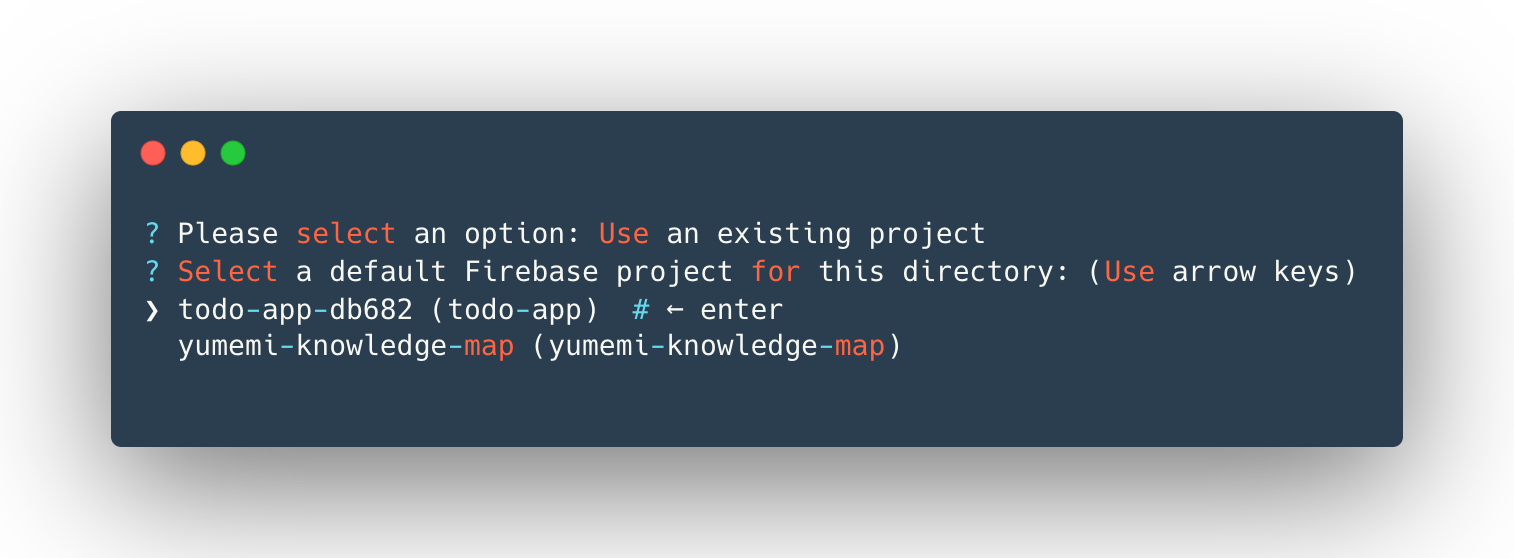 ? Please select an option: Use an existing project
? Select a default Firebase project for this directory: (Use arrow keys)
❯ todo-app-db682 (todo-app)  # ← enter
  yumemi-knowledge-map (yumemi-knowledge-map)